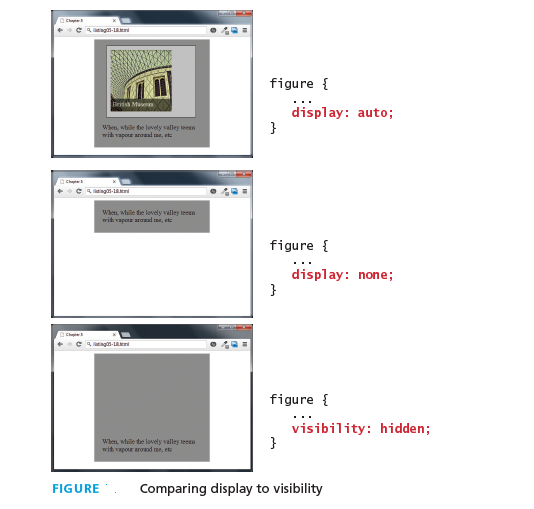 Chapter 5
listing05-18.html
British Museum
When, while the lovely valley teems
with vapour around me, etc
figure {
...
display: auto;
}
Chapter 5
listing05-18.html
When, while the lovely valley teems
with vapour around me, etc
figure {
...
display: none;
}
Chapter 5
listing05-18.html
When, while the lovely valley teems
with vapour around me, etc
figure {
...
visibility: hidden;
}
FIGURE Comparing display to visibility